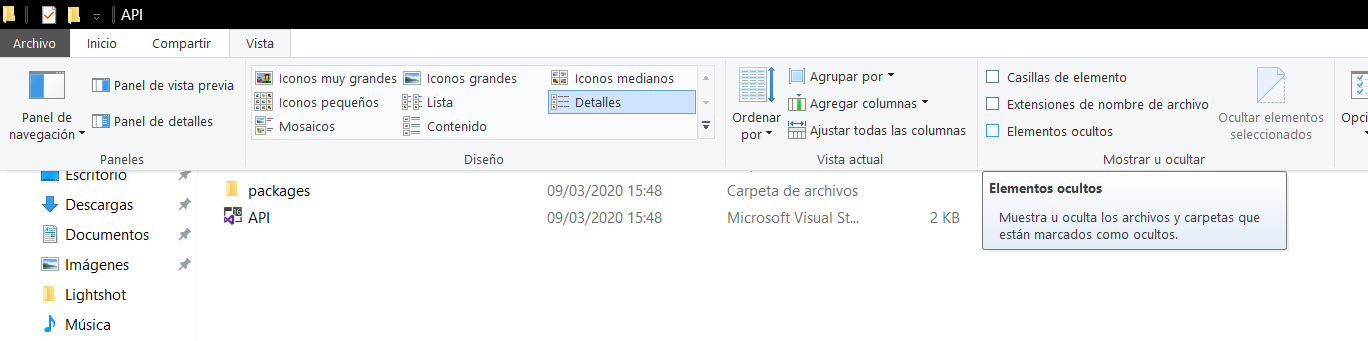 API
Archivo Inicio Compartir Vista
Panel de navegación
Panel de vista previa
Panel de detalles
Paneles
Iconos muy grandes Iconos grandes Iconos medianos
Iconos pequeños Lista Detalles
Mosaicos Contenido
Diseño
Ordenar por
Agrupar por
Agregar columnas
Ajustar todas las columnas
Vista actual
Casillas de elemento
Extensiones de nombre de archivo
Elementos ocultos
Ocultar elementos
seleccionados
Mostrar u ocultar
Opci
Escritorio
Descargas
Documentos
Imágenes
Lightshot
Música
packages 09/03/2020 15:48 Carpeta de archivos
API 09/03/2020 15:48 Microsoft Visual St... 2 KB
Elementos ocultos
Muestra u oculta los archivos y carpetas que
están marcados como ocultos.